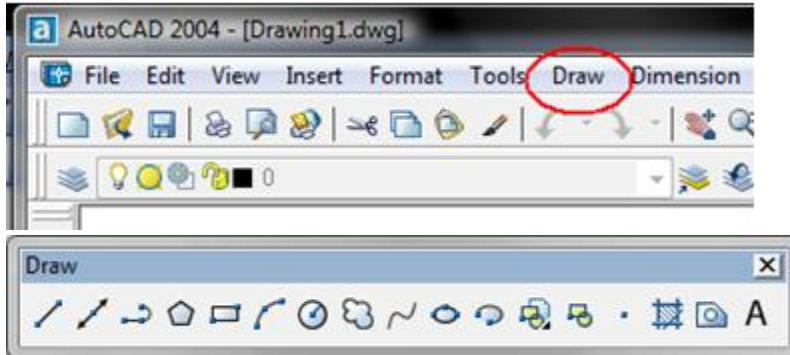 AutoCAD 2004 - [Drawing1.dwg]
File Edit View Insert Format Tools Draw Dimension
0
Draw
A